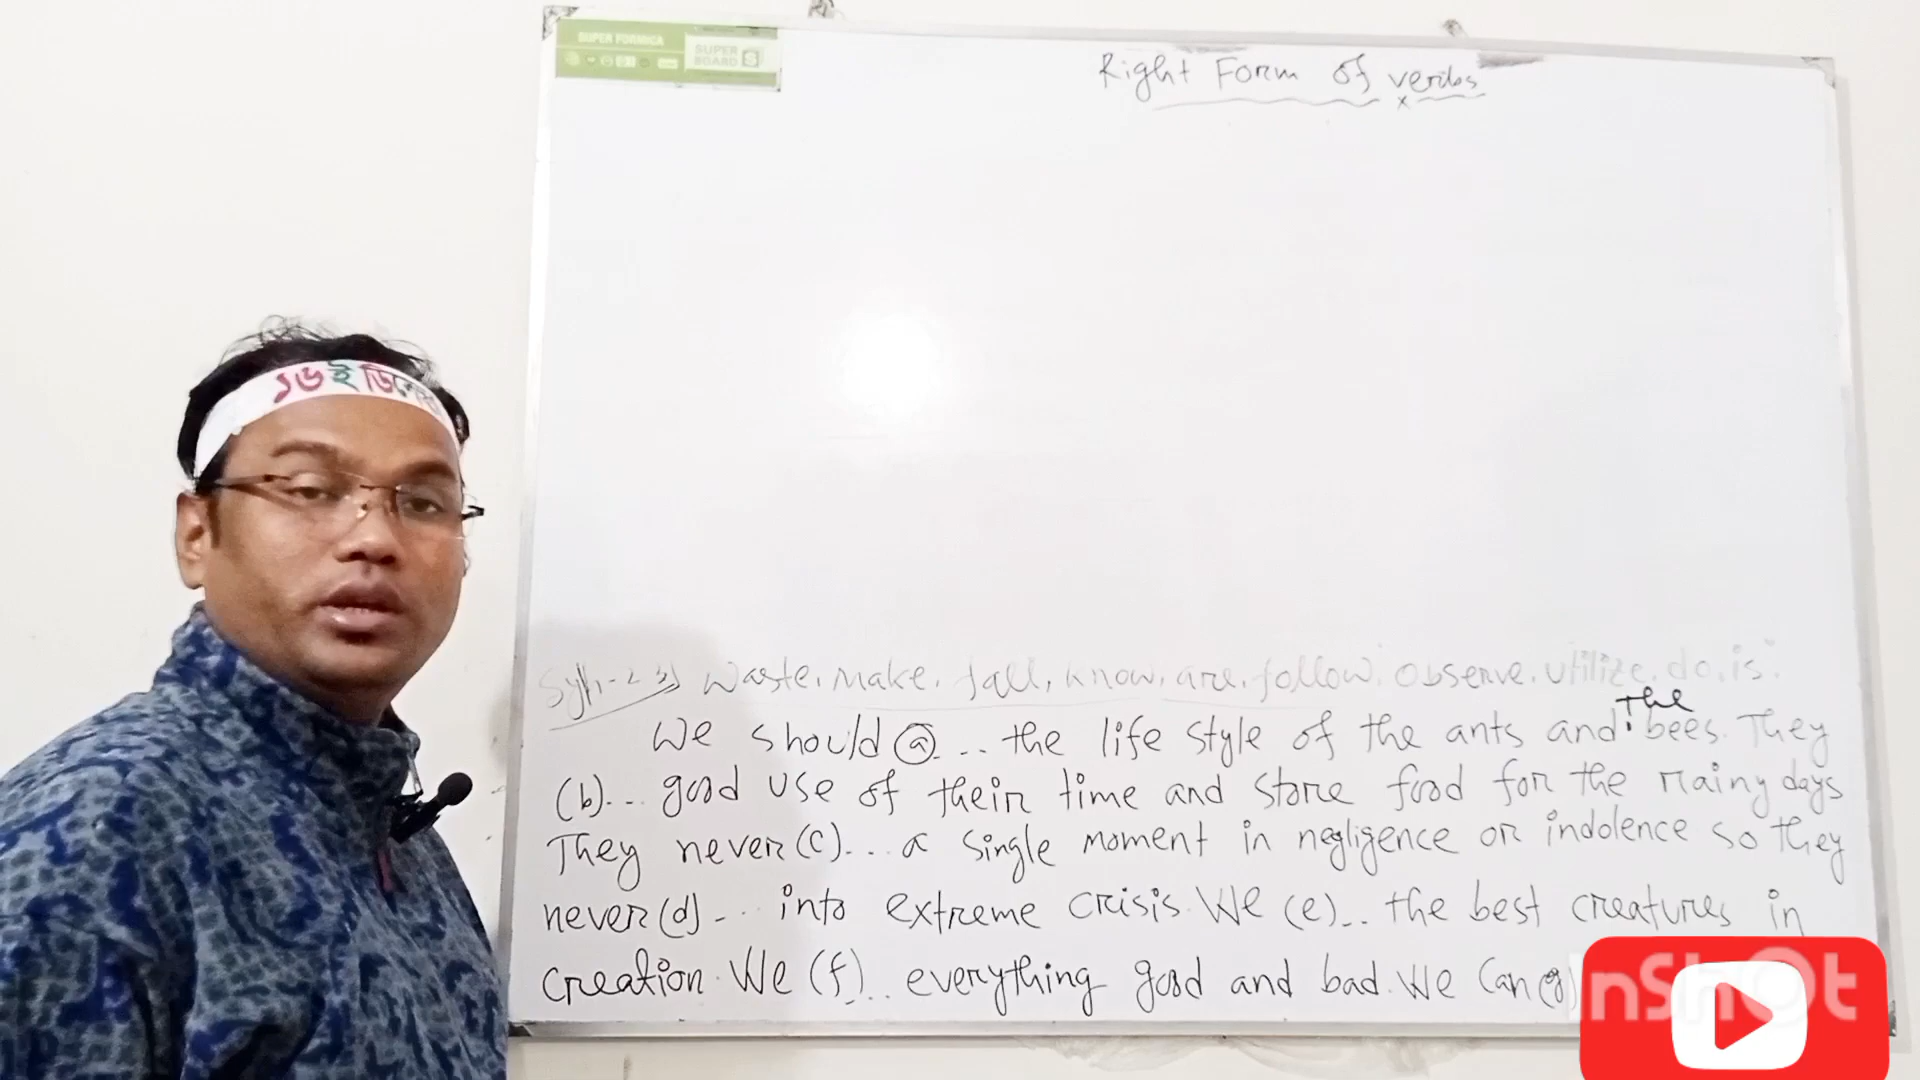 SUPER FORMICA
SUPER BOARD S
Right Form of verbs
১৬ই ডিসেম্বর
Waste, make, fall, know, are, follow, observe, utilize, do, is.
We should (a) ... the life style of the ants and the bees. They
(b)... good use of their time and store food for the rainy days
They never (c)... a single moment in negligence or indolence so they
never (d)... into extreme crisis. We (e)... the best creatures in
creation. We (f)... everything good and bad. We can (g)
InShOt